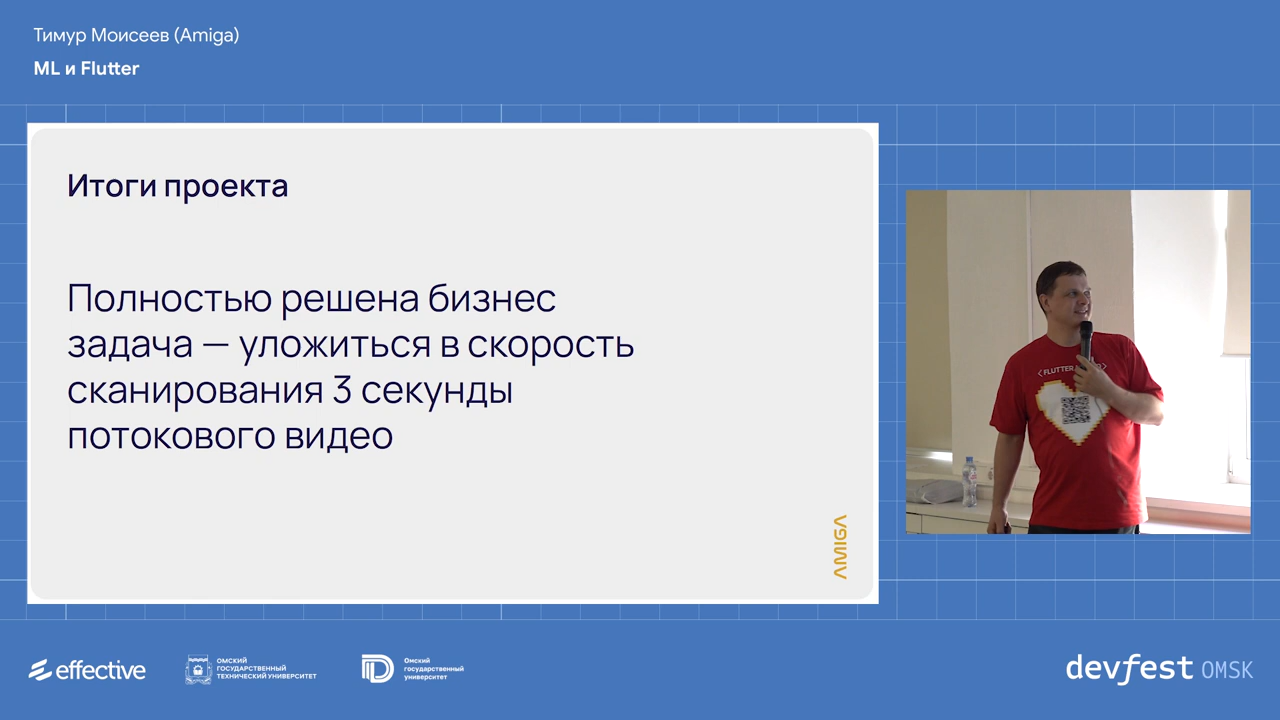 Тимур Моисеев (Amiga)
ML и Flutter
Итоги проекта
Полностью решена бизнес
задача — уложиться в скорость
сканирования 3 секунды
потокового видео
AMIGA
FLUTTER
effective
ОМСКИЙ
ГОСУДАРСТВЕННЫЙ
ТЕХНИЧЕСКИЙ УНИВЕРСИТЕТ
Омский
государственный
университет
devfest OMSK